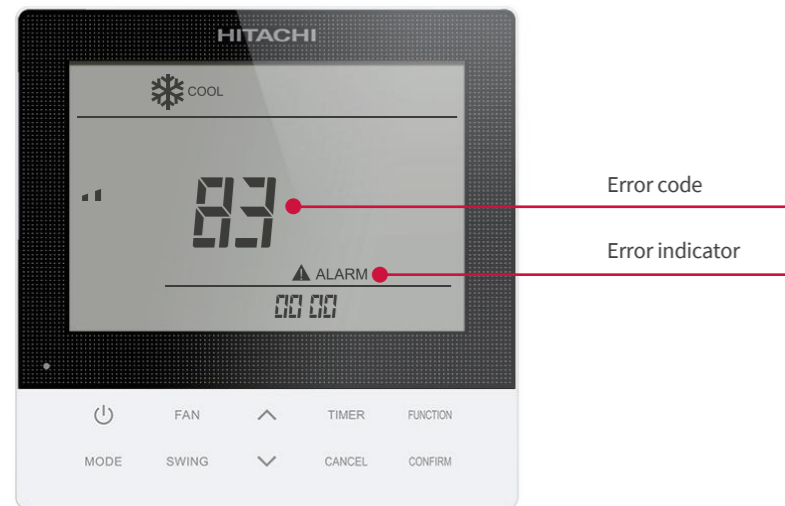 HITACHI
COOL
83
Error code
Error indicator
ALARM
00 00
FAN
TIMER
FUNCTION
MODE
SWING
CANCEL
CONFIRM